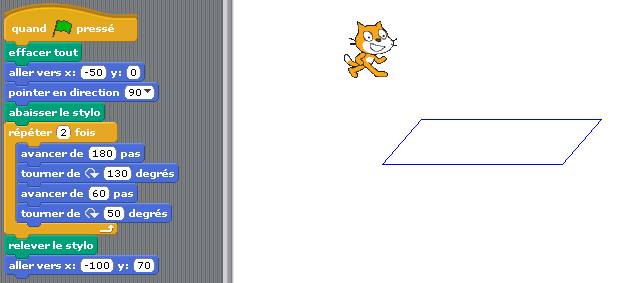 quand pressé
effacer tout
aller vers x: -50 y: 0
pointer en direction 90
abaisser le stylo
répéter 2 fois
avancer de 180 pas
tourner de 130 degrés
avancer de 60 pas
tourner de 50 degrés
relever le stylo
aller vers x: -100 y: 70